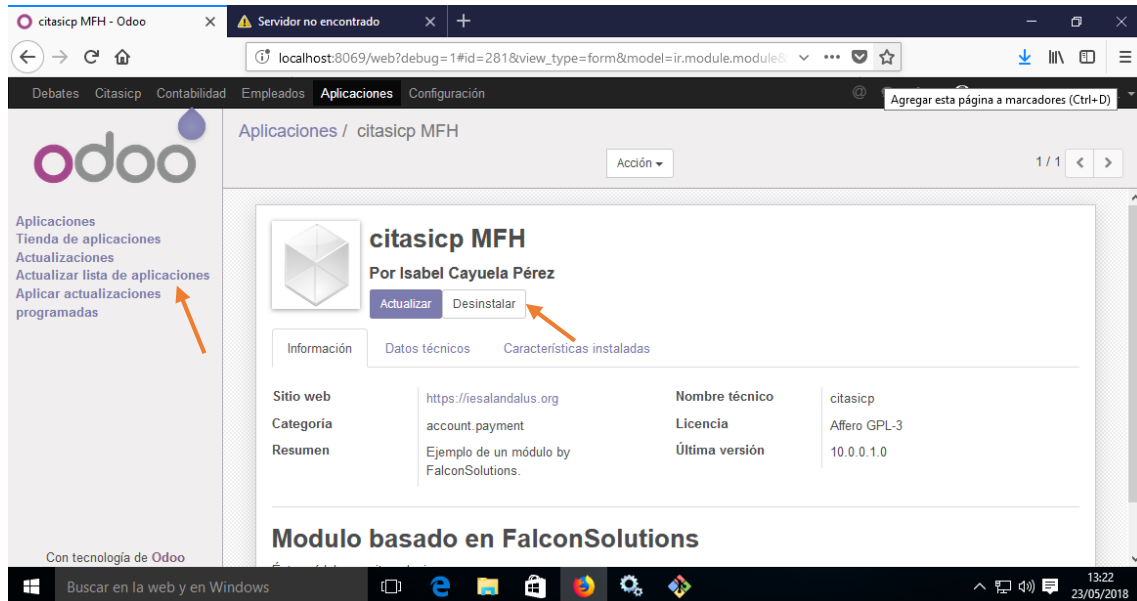 citasicp MFH - Odoo
Servidor no encontrado
localhost:8069/web?debug=1#id=281&view_type=form&model=ir.module.module&
Debates Citasicp Contabilidad Empleados Aplicaciones Configuración @
Agregar esta página a marcadores (Ctrl+D)
odoo
Aplicaciones / citasicp MFH
Acción
1 / 1
Aplicaciones
Tienda de aplicaciones
Actualizaciones
Actualizar lista de aplicaciones
Aplicar actualizaciones
programadas
citasicp MFH
Por Isabel Cayuela Pérez
Actualizar Desinstalar
Información Datos técnicos Características instaladas
Sitio web https://iesalandalus.org Nombre técnico citasicp
Categoría account.payment Licencia Affero GPL-3
Resumen Ejemplo de un módulo by Última versión 10.0.0.1.0
FalconSolutions.
Modulo basado en FalconSolutions
Con tecnología de Odoo
Buscar en la web y en Windows
13:22
23/05/2018